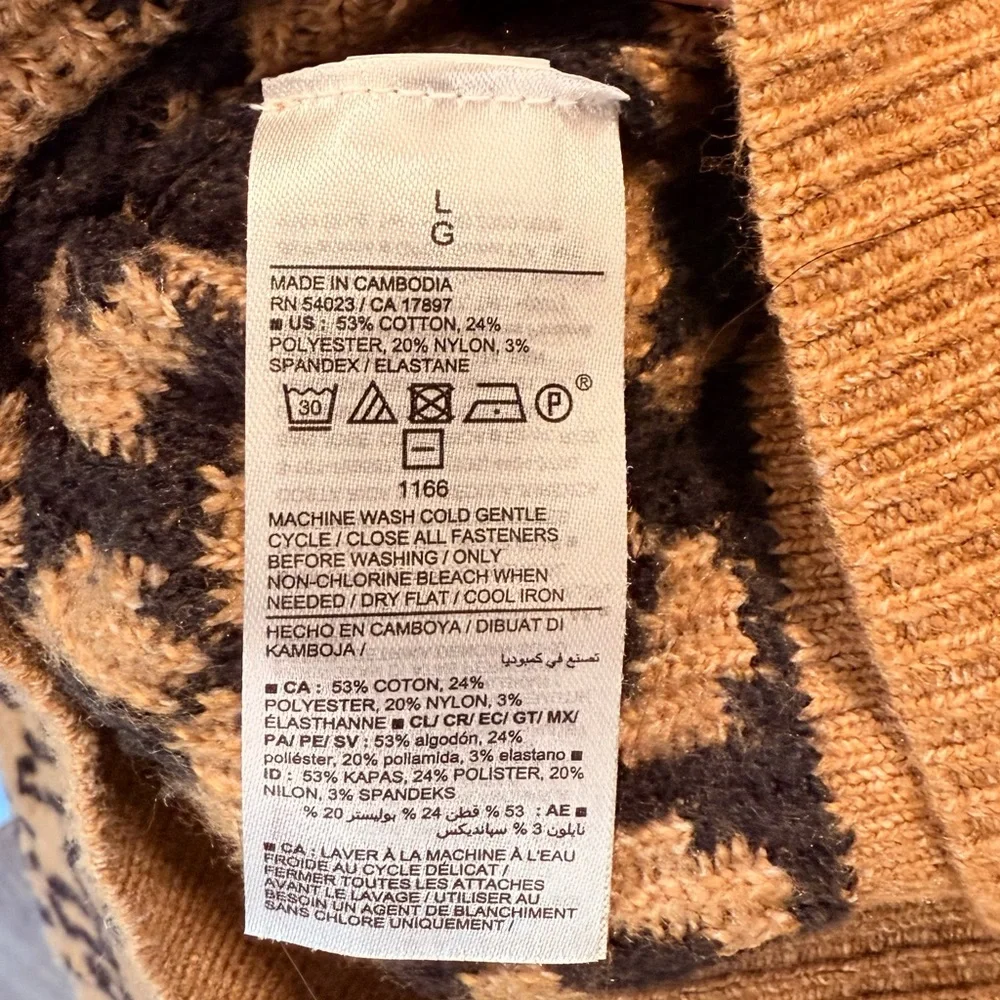 L
G
MADE IN CAMBODIA
RN 54023 / CA 17897
■ US : 53% COTTON, 24%
POLYESTER, 20% NYLON, 3%
SPANDEX / ELASTANE
30
P ®
1166
MACHINE WASH COLD GENTLE
CYCLE / CLOSE ALL FASTENERS
BEFORE WASHING / ONLY
NON-CHLORINE BLEACH WHEN
NEEDED / DRY FLAT / COOL IRON
HECHO EN CAMBOYA / DIBUAT DI
KAMBOJA /
تصنع في كمبوديا
■ CA : 53% COTON, 24%
POLYESTER, 20% NYLON, 3%
ÉLASTHANNE ■ CL/ CR/ EC/ GT/ MX/
PA/ PE/ SV : 53% algodón, 24%
poliéster, 20% poliamida, 3% elastano ■
ID : 53% KAPAS, 24% POLISTER, 20%
NILON, 3% SPANDEKS
■ AE : 53 % قطن 24 % بوليستر 20 %
نايلون 3 % سباندیکس
■ CA : LAVER À LA MACHINE À L'EAU
FROIDE AU CYCLE DÉLICAT /
FERMER TOUTES LES ATTACHES
AVANT LE LAVAGE / UTILISER AU
BESOIN UN AGENT DE BLANCHIMENT
SANS CHLORE UNIQUEMENT /